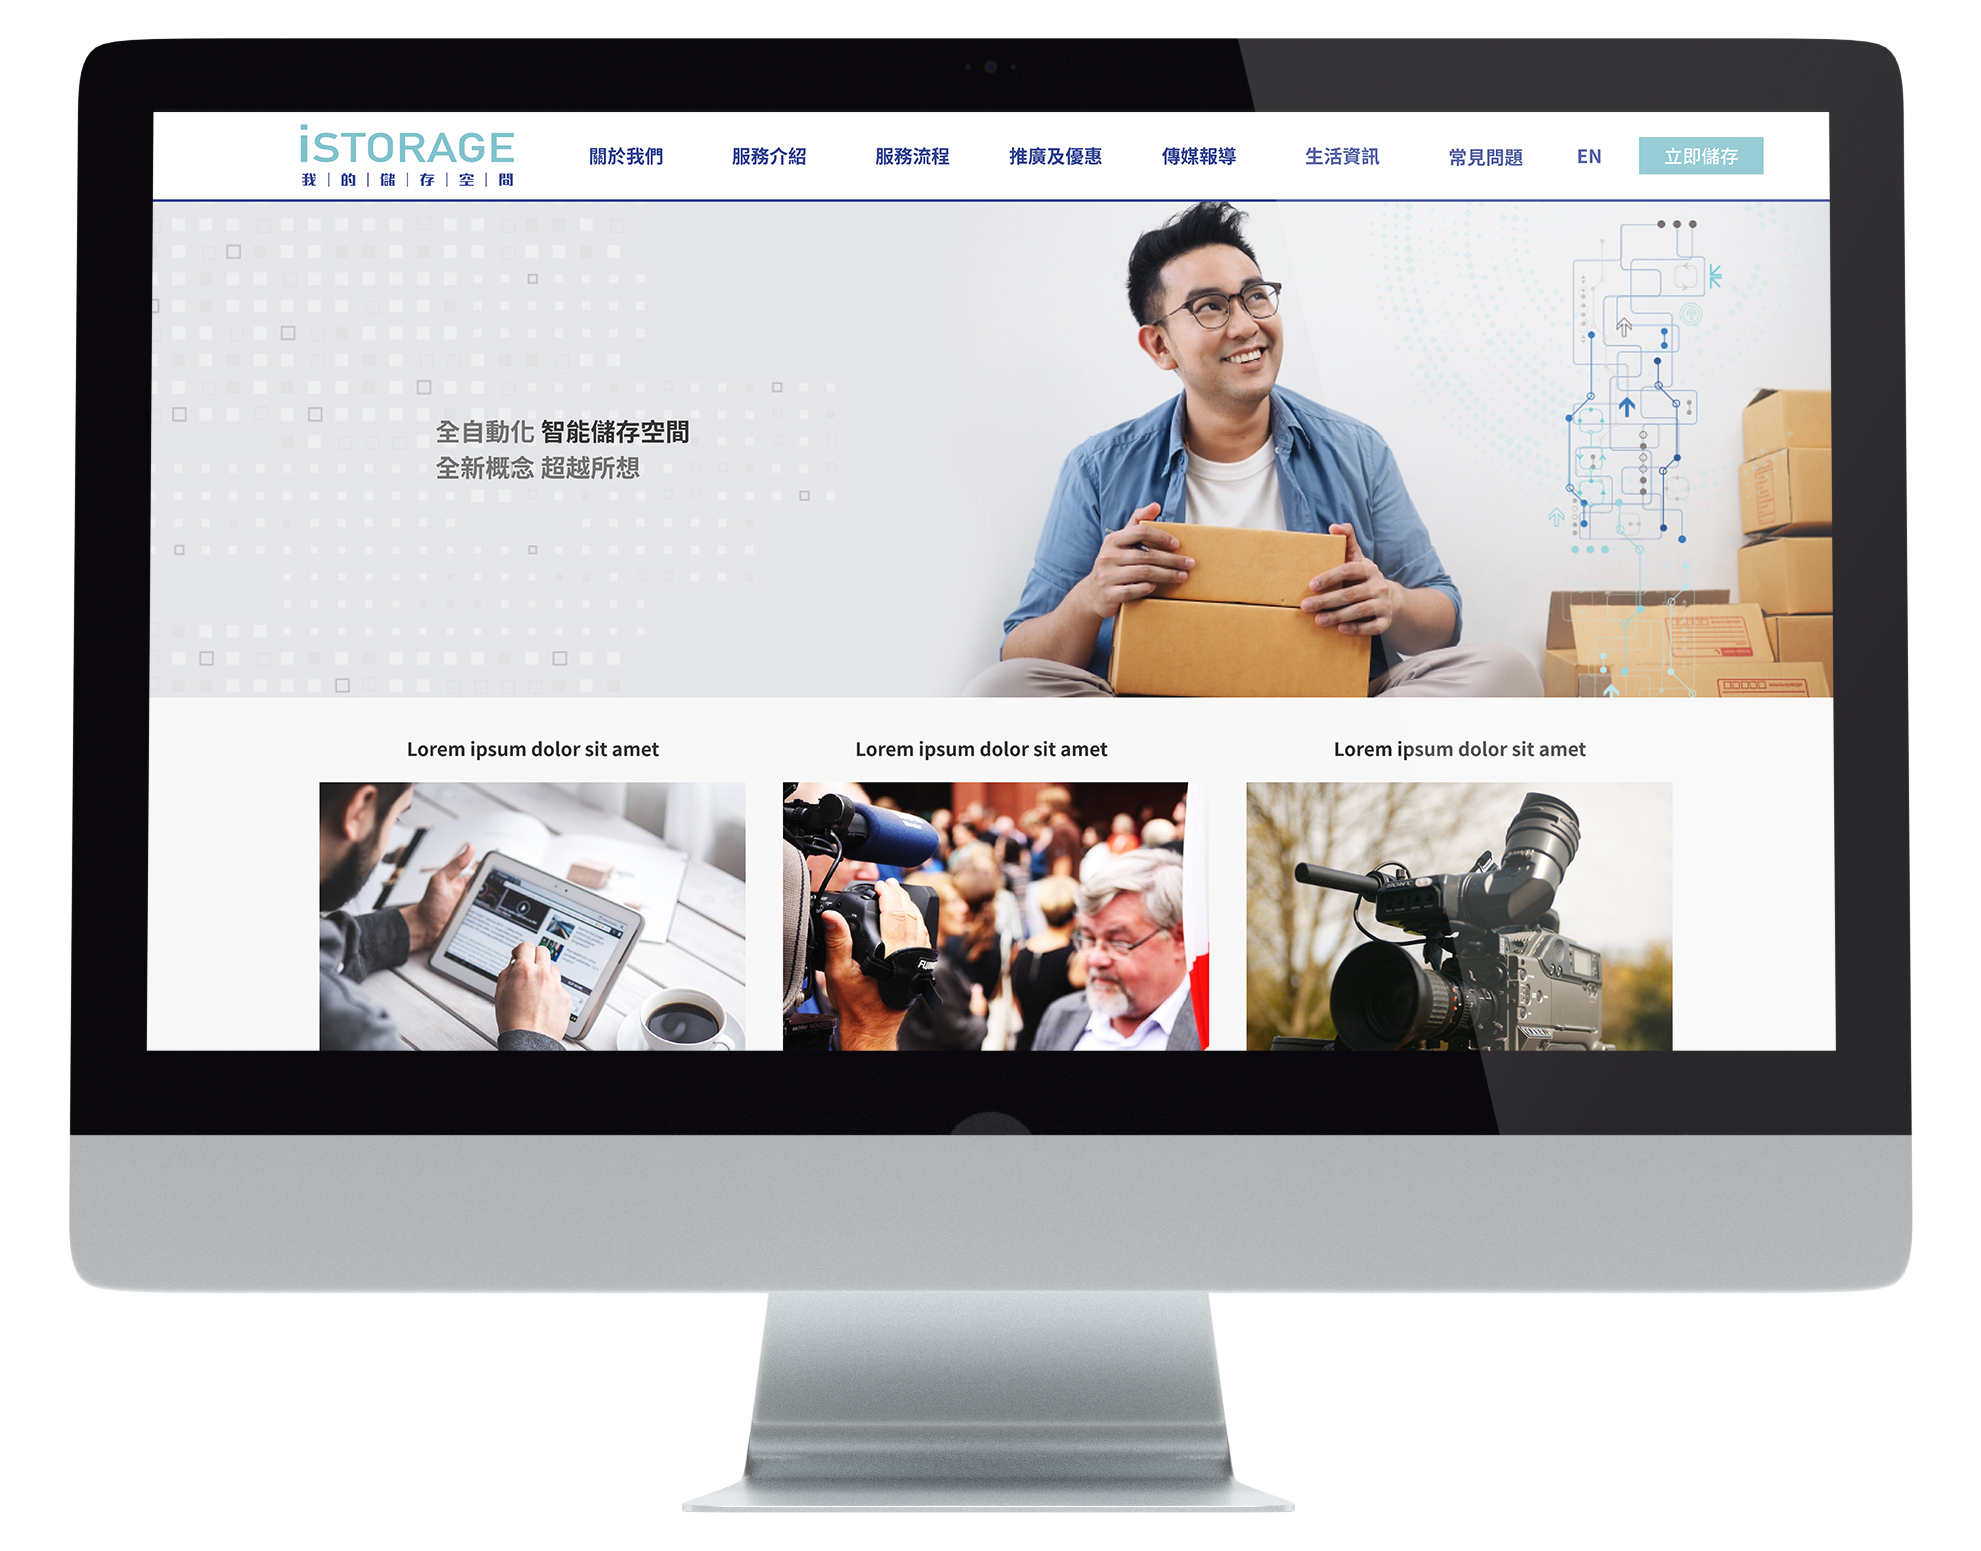 iSTORAGE
我|的|儲|存|空|間
關於我們 服務介紹 服務流程 推廣及優惠 傳媒報導 生活資訊 常見問題 EN 立即儲存
全自動化 智能儲存空間
全新概念 超越所想
Lorem ipsum dolor sit amet
Lorem ipsum dolor sit amet
Lorem ipsum dolor sit amet
SONY